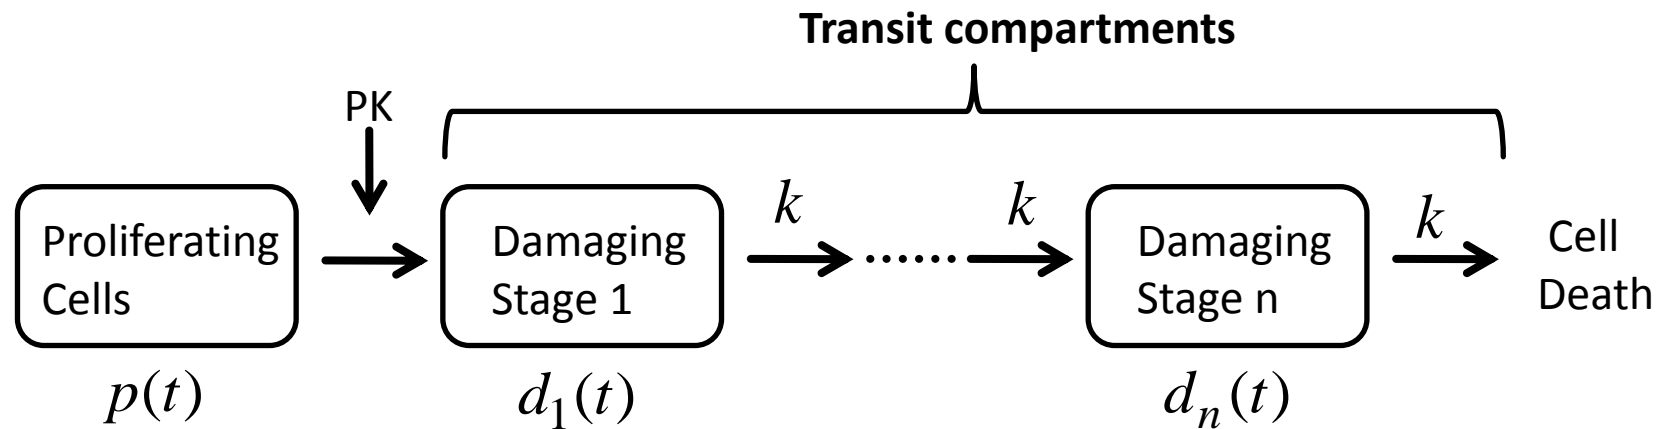 Transit compartments
PK
Proliferating
Cells
Damaging
Stage 1
k
......
k
Damaging
Stage n
k
Cell
Death
p(t)
d₁(t)
dₙ(t)